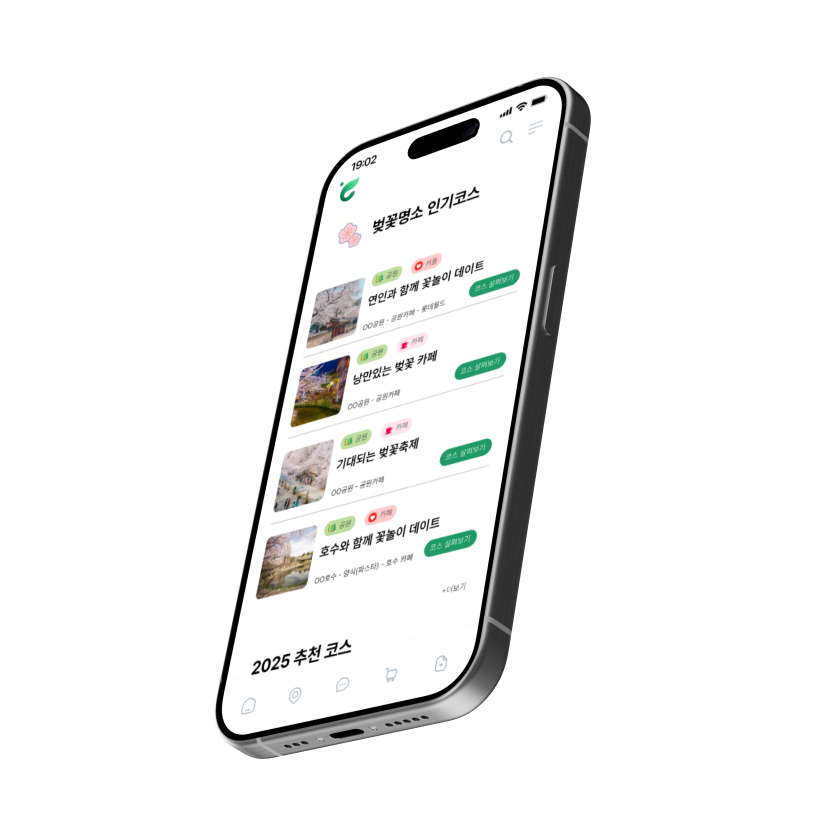 19:02
벚꽃명소 인기코스
공원 커플
연인과 함께 꽃놀이 데이트
OO공원 - 공원카페 - 롯데월드
코스 살펴보기
공원 카페
낭만있는 벚꽃 카페
OO공원 - 공원카페
코스 살펴보기
공원 카페
기대되는 벚꽃축제
OO공원 - 공원카페
코스 살펴보기
공원 카페
호수와 함께 꽃놀이 데이트
OO호수 - 양식(파스타) - 호수 카페
코스 살펴보기
+더보기
2025 추천 코스